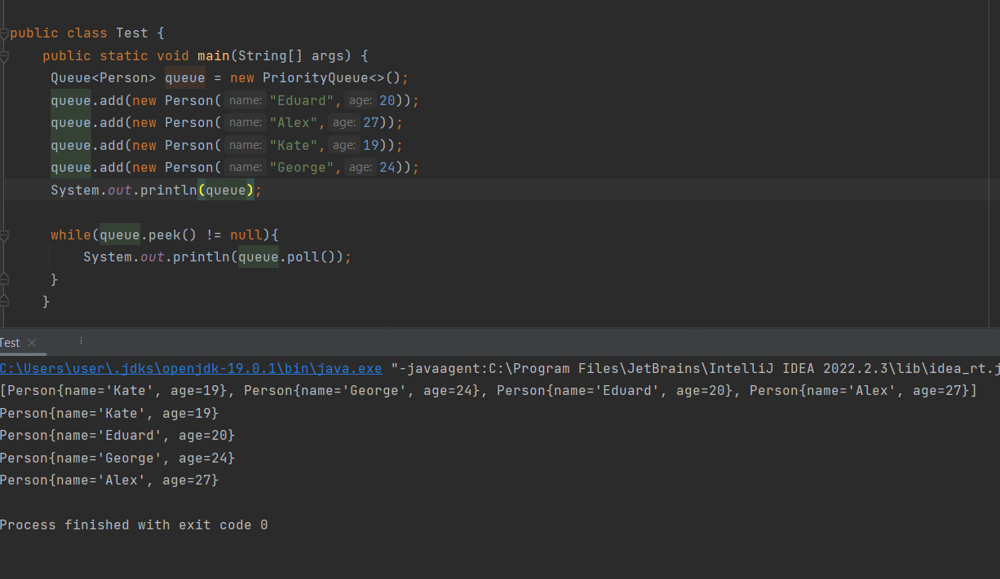 public class Test {
public static void main(String[] args) {
Queue<Person> queue = new PriorityQueue<>();
queue.add(new Person( name: "Eduard", age: 20));
queue.add(new Person( name: "Alex", age: 27));
queue.add(new Person( name: "Kate", age: 19));
queue.add(new Person( name: "George", age: 24));
System.out.println(queue);
while(queue.peek() != null){
System.out.println(queue.poll());
}
}
Test
C:\Users\user\.jdks\openjdk-19.0.1\bin\java.exe "-javaagent:C:\Program Files\JetBrains\IntelliJ IDEA 2022.2.3\lib\idea_rt.j
[Person{name='Kate', age=19}, Person{name='George', age=24}, Person{name='Eduard', age=20}, Person{name='Alex', age=27}]
Person{name='Kate', age=19}
Person{name='Eduard', age=20}
Person{name='George', age=24}
Person{name='Alex', age=27}
Process finished with exit code 0